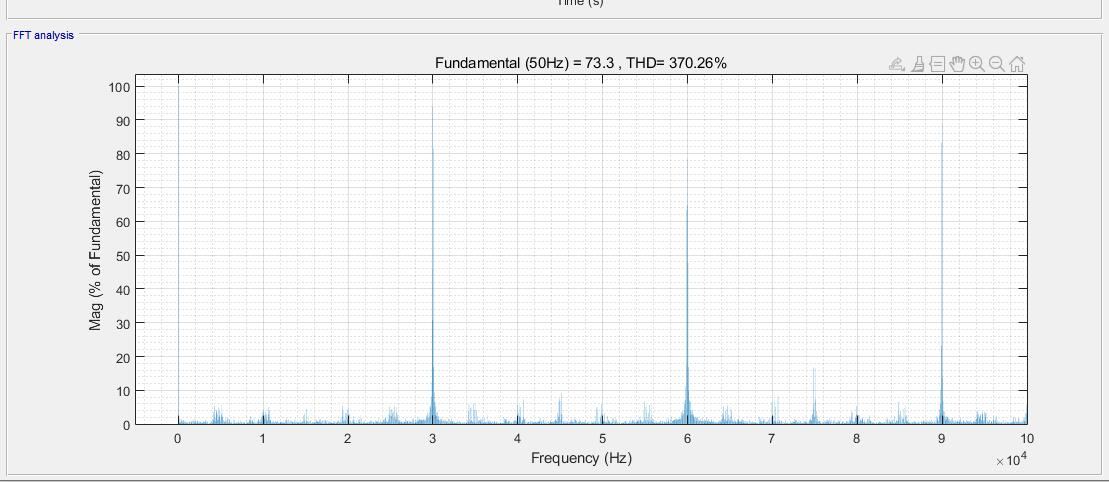 Time (s)
FFT analysis
Fundamental (50Hz) = 73.3 , THD= 370.26%
100
90
80
70
60
50
40
30
20
10
0
Mag (% of Fundamental)
0 1 2 3 4 5 6 7 8 9 10
Frequency (Hz)
×10⁴